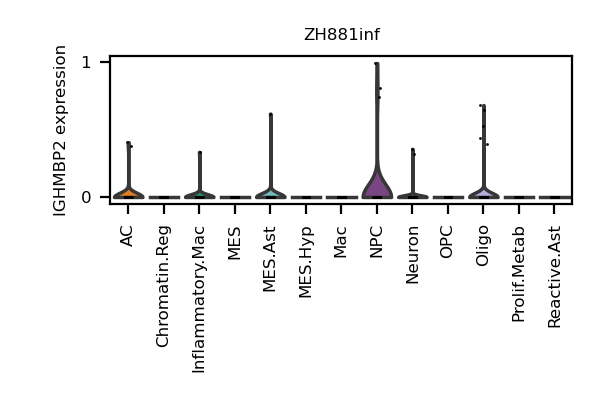 ZH881inf
IGHMBP2 expression
1
0
AC
Chromatin.Reg
Inflammatory.Mac
MES
MES.Ast
MES.Hyp
Mac
NPC
Neuron
OPC
Oligo
Prolif.Metab
Reactive.Ast